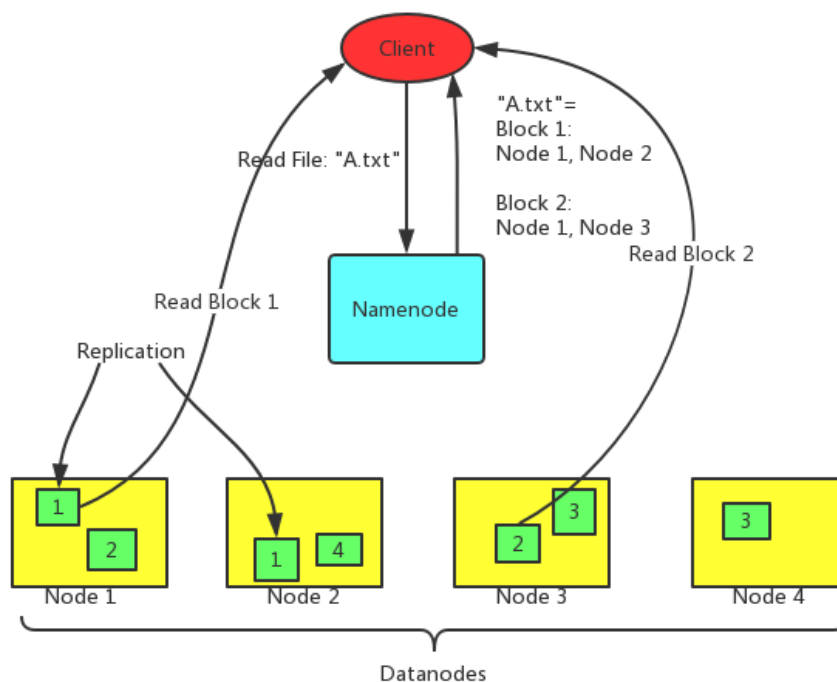 Client
"A.txt"=
Block 1:
Node 1, Node 2
Read File: "A.txt"
Block 2:
Node 1, Node 3
Read Block 2
Read Block 1
Namenode
Replication
1
2
1
4
2
3
3
Node 1
Node 2
Node 3
Node 4
Datanodes